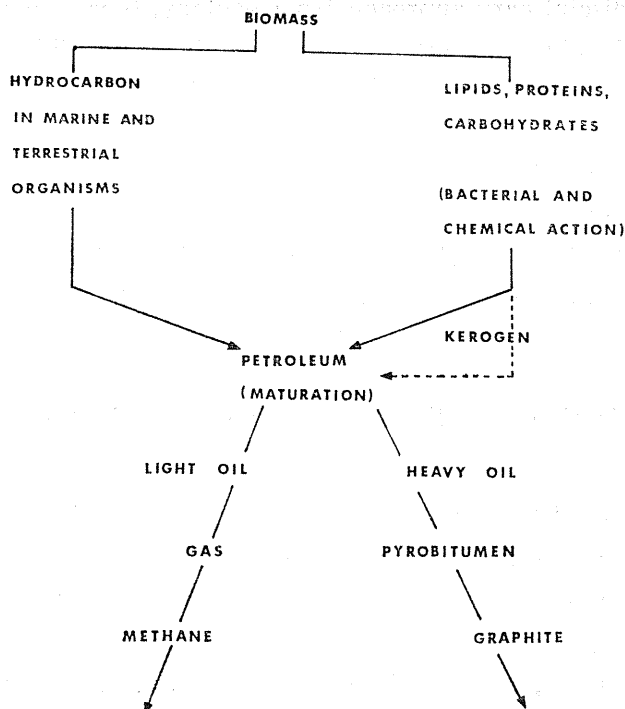 BIOMASS
HYDROCARBON
IN MARINE AND
TERRESTRIAL
ORGANISMS
LIPIDS, PROTEINS,
CARBOHYDRATES
(BACTERIAL AND
CHEMICAL ACTION)
KEROGEN
PETROLEUM
(MATURATION)
LIGHT OIL
HEAVY OIL
GAS
PYROBITUMEN
METHANE
GRAPHITE